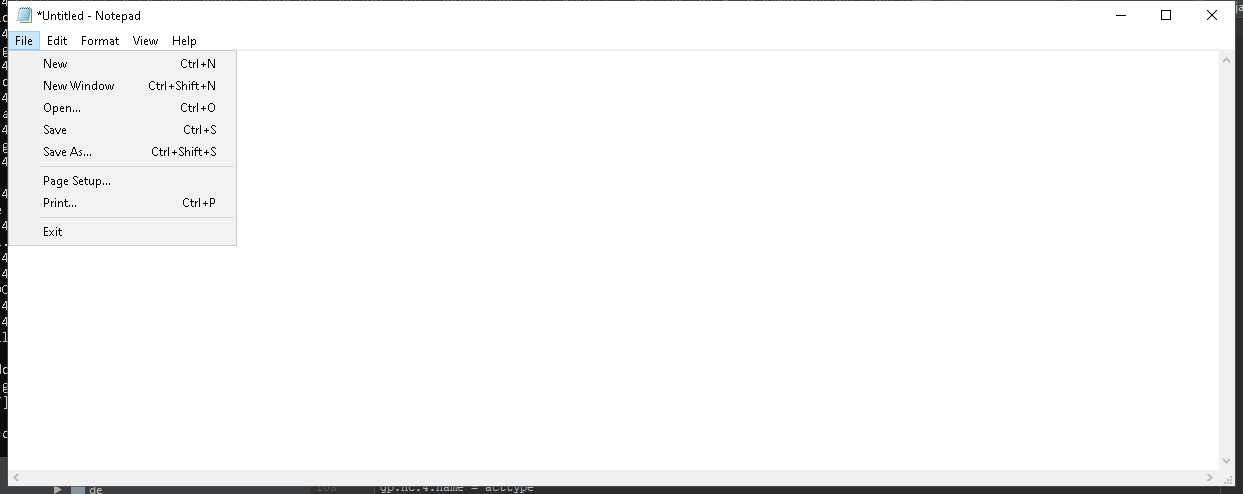 *Untitled - Notepad
File Edit Format View Help
New Ctrl+N
New Window Ctrl+Shift+N
Open... Ctrl+O
Save Ctrl+S
Save As... Ctrl+Shift+S
Page Setup...
Print... Ctrl+P
Exit
de
gp.nc.4.name = acctype